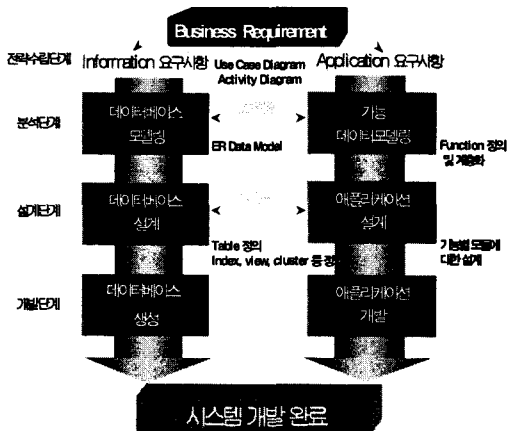 Business Requirement
전략수립단계
Information 요구사항
Use Case Diagram
Activity Diagram
Application 요구사항
분석단계
데이터베이스
모델링
기능
데이터모델링
ER Data Model
Function 정의
및 계층화
설계단계
데이터베이스
설계
애플리케이션
설계
Table 정의
Index, view, cluster 등 정
기능별 모듈에
대한 설계
개발단계
데이터베이스
생성
애플리케이션
개발
시스템 개발 완료